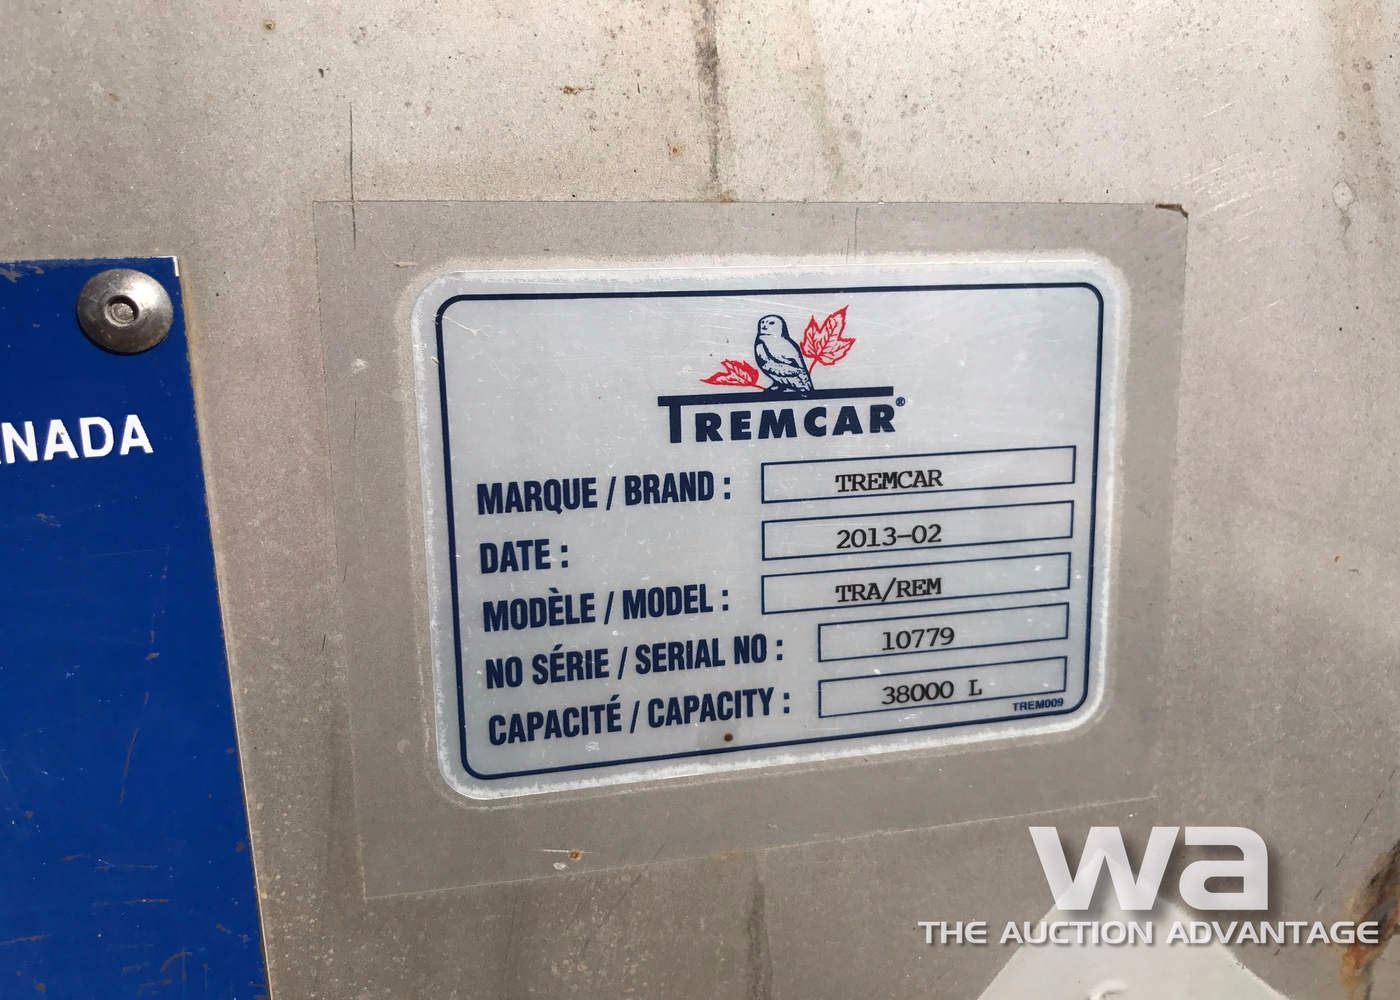 NADA
TREMCAR®
MARQUE / BRAND : TREMCAR
DATE : 2013-02
MODÈLE / MODEL : TRA/REM
NO SÉRIE / SERIAL NO : 10779
CAPACITÉ / CAPACITY : 38000 L
TREM009
wa
THE AUCTION ADVANTAGE